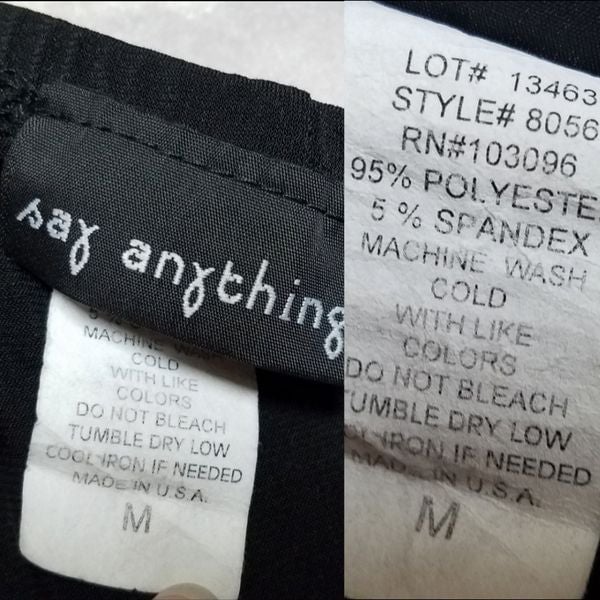 say anything
MACHINE WASH
COLD
WITH LIKE
COLORS
DO NOT BLEACH
TUMBLE DRY LOW
COOL IRON IF NEEDED
MADE IN U.S.A.
M
LOT# 13463
STYLE# 8056
RN#103096
95% POLYESTE
5 % SPANDEX
MACHINE WASH
COLD
WITH LIKE
COLORS
DO NOT BLEACH
UMBLE DRY LOW
IRON IF NEEDED
MADE IN U.S.A.
M